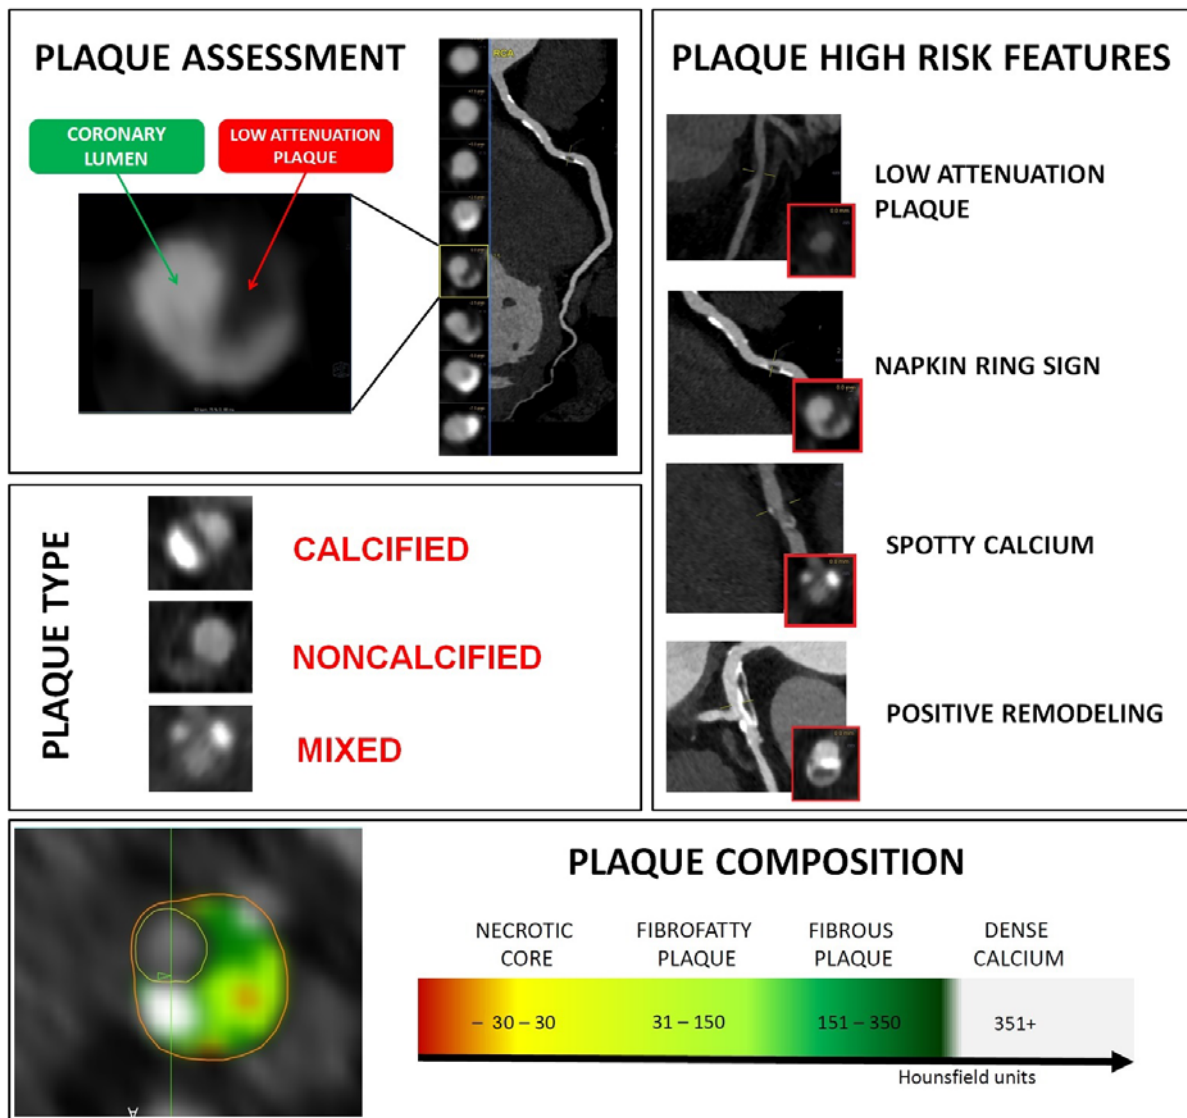 PLAQUE ASSESSMENT
CORONARY
LUMEN
LOW ATTENUATION
PLAQUE
RCA
PLAQUE HIGH RISK FEATURES
LOW ATTENUATION
PLAQUE
NAPKIN RING SIGN
SPOTTY CALCIUM
POSITIVE REMODELING
PLAQUE TYPE
CALCIFIED
NONCALCIFIED
MIXED
PLAQUE COMPOSITION
NECROTIC
CORE
FIBROFATTY
PLAQUE
FIBROUS
PLAQUE
DENSE
CALCIUM
– 30 – 30
31 – 150
151 – 350
351+
Hounsfield units
A